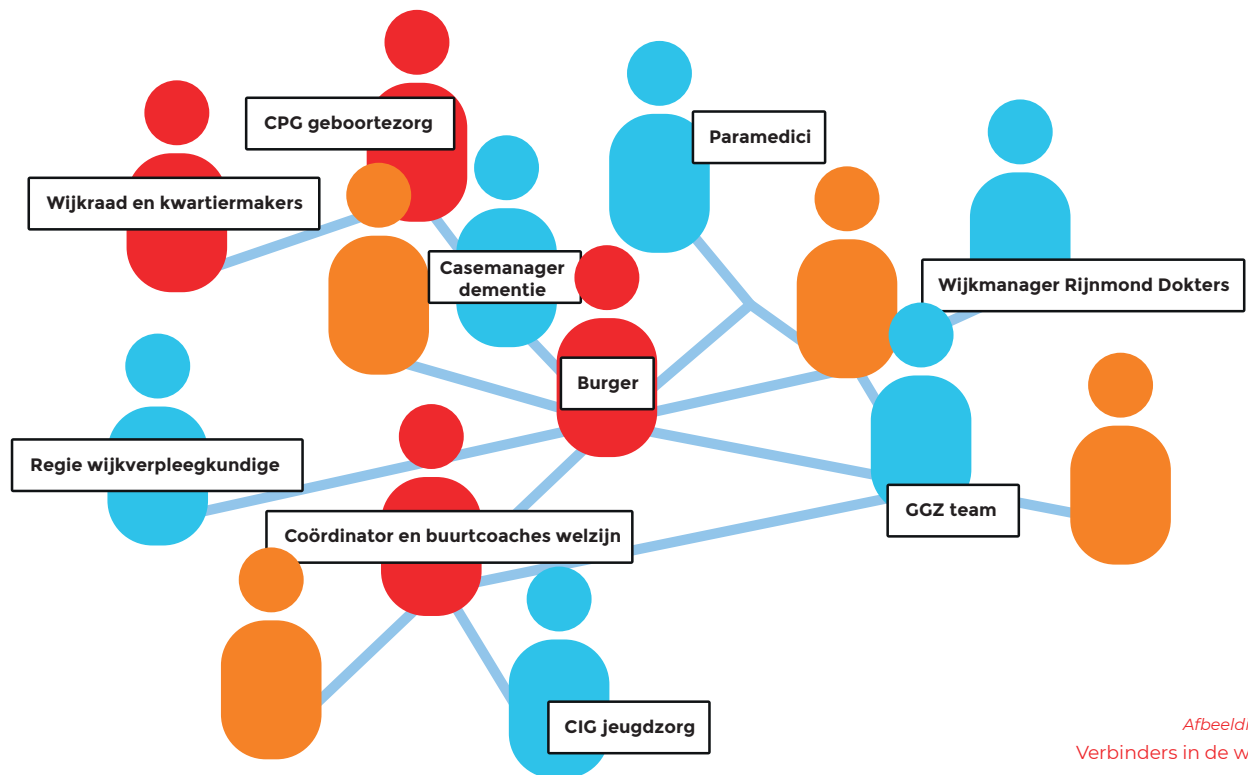 CPG geboortezorg
Paramedici
Wijkraad en kwartiermakers
Casemanager
dementie
Wijkmanager Rijnmond Dokters
Burger
Regie wijkverpleegkundige
GGZ team
Coördinator en buurtcoaches welzijn
CIG jeugdzorg
Verbinders in de